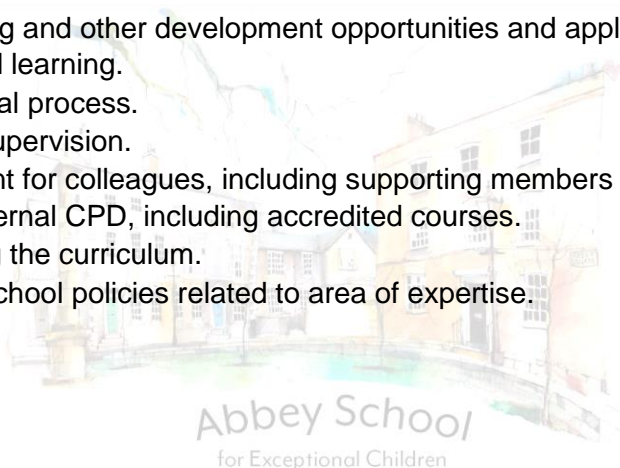 g and other development opportunities and appl
l learning.
al process.
upervision.
nt for colleagues, including supporting members
ternal CPD, including accredited courses.
g the curriculum.
chool policies related to area of expertise.
Abbey School
for Exceptional Children